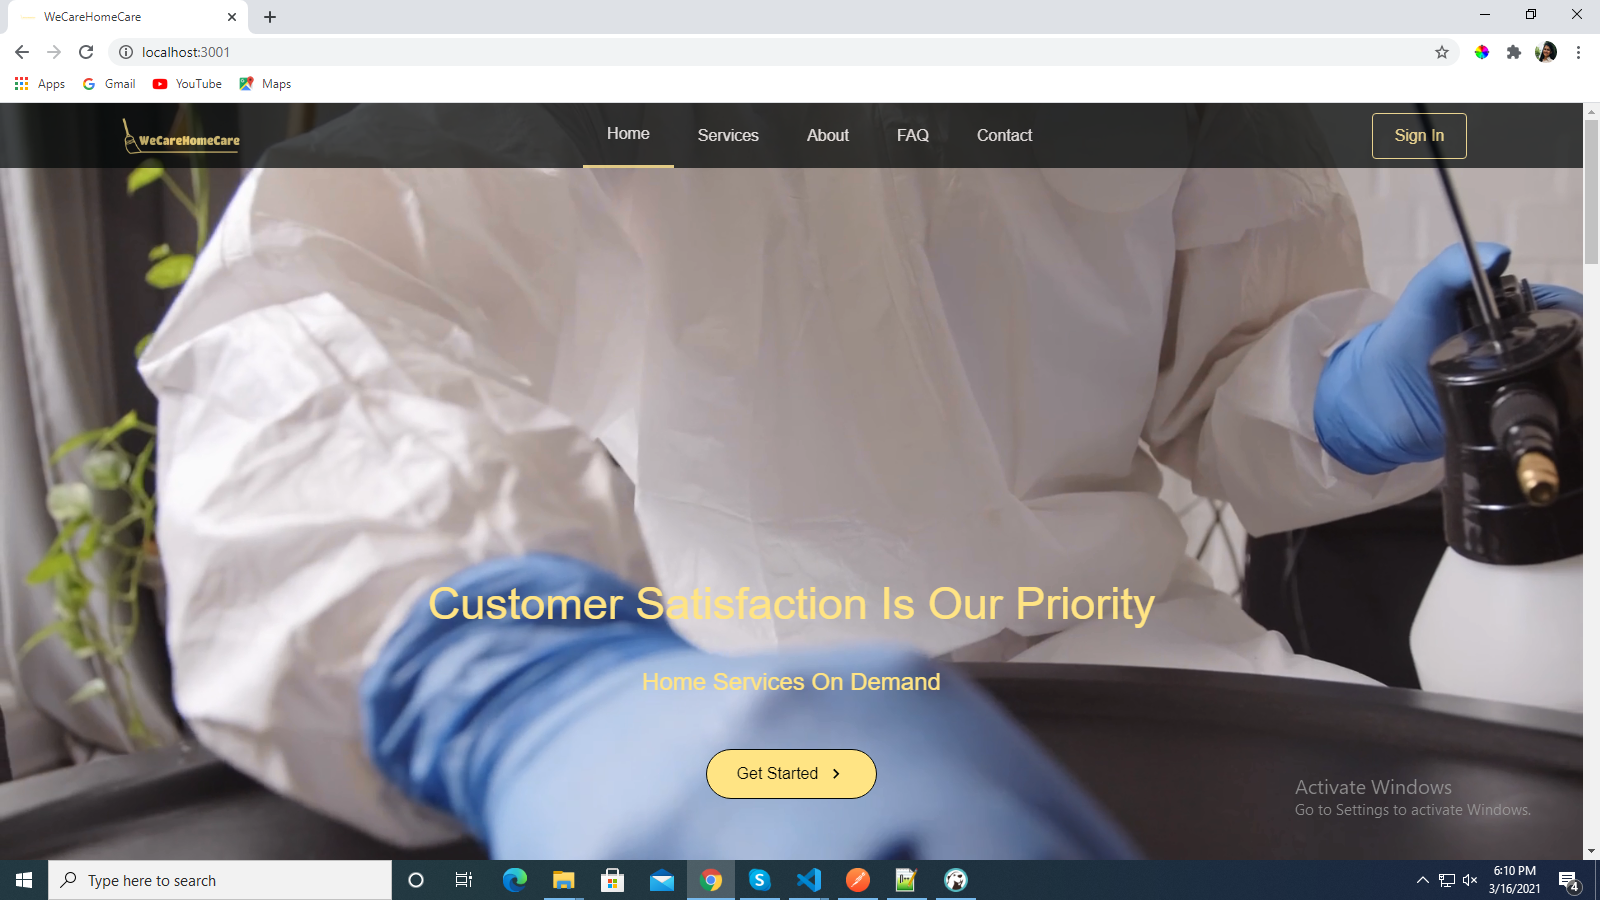 WeCareHomeCare
localhost:3001
Apps Gmail YouTube Maps
WeCareHomeCare Home Services About FAQ Contact Sign In
Customer Satisfaction Is Our Priority
Home Services On Demand
Get Started
Activate Windows
Go to Settings to activate Windows.
Type here to search
6:10 PM
3/16/2021
4